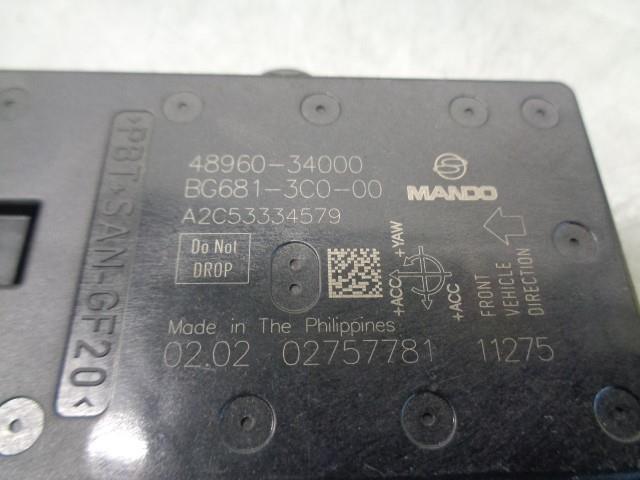 >PBT+SAN-GF20<
48960-34000
BG681-3C0-00
A2C53334579
MANDO
Do Not
DROP
+YAW
+ACC
+ACC
FRONT
VEHICLE
DIRECTION
Made in The Philippines
02.02 02757781 11275